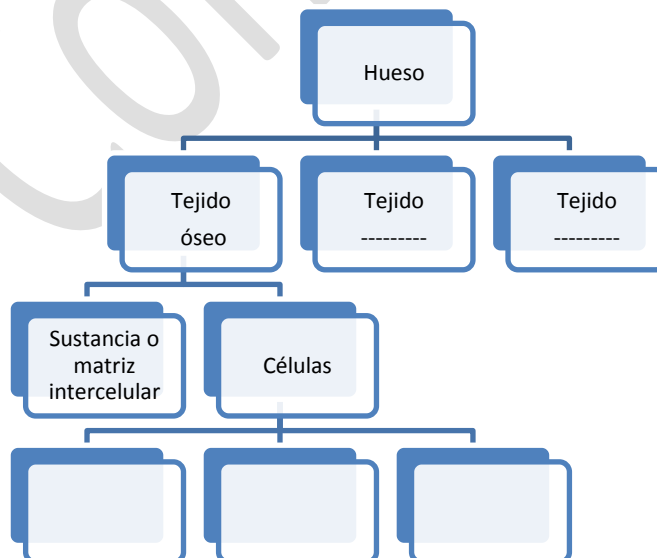 Hueso
Tejido
óseo
Tejido
---------
Tejido
---------
Sustancia o
matriz
intercelular
Células